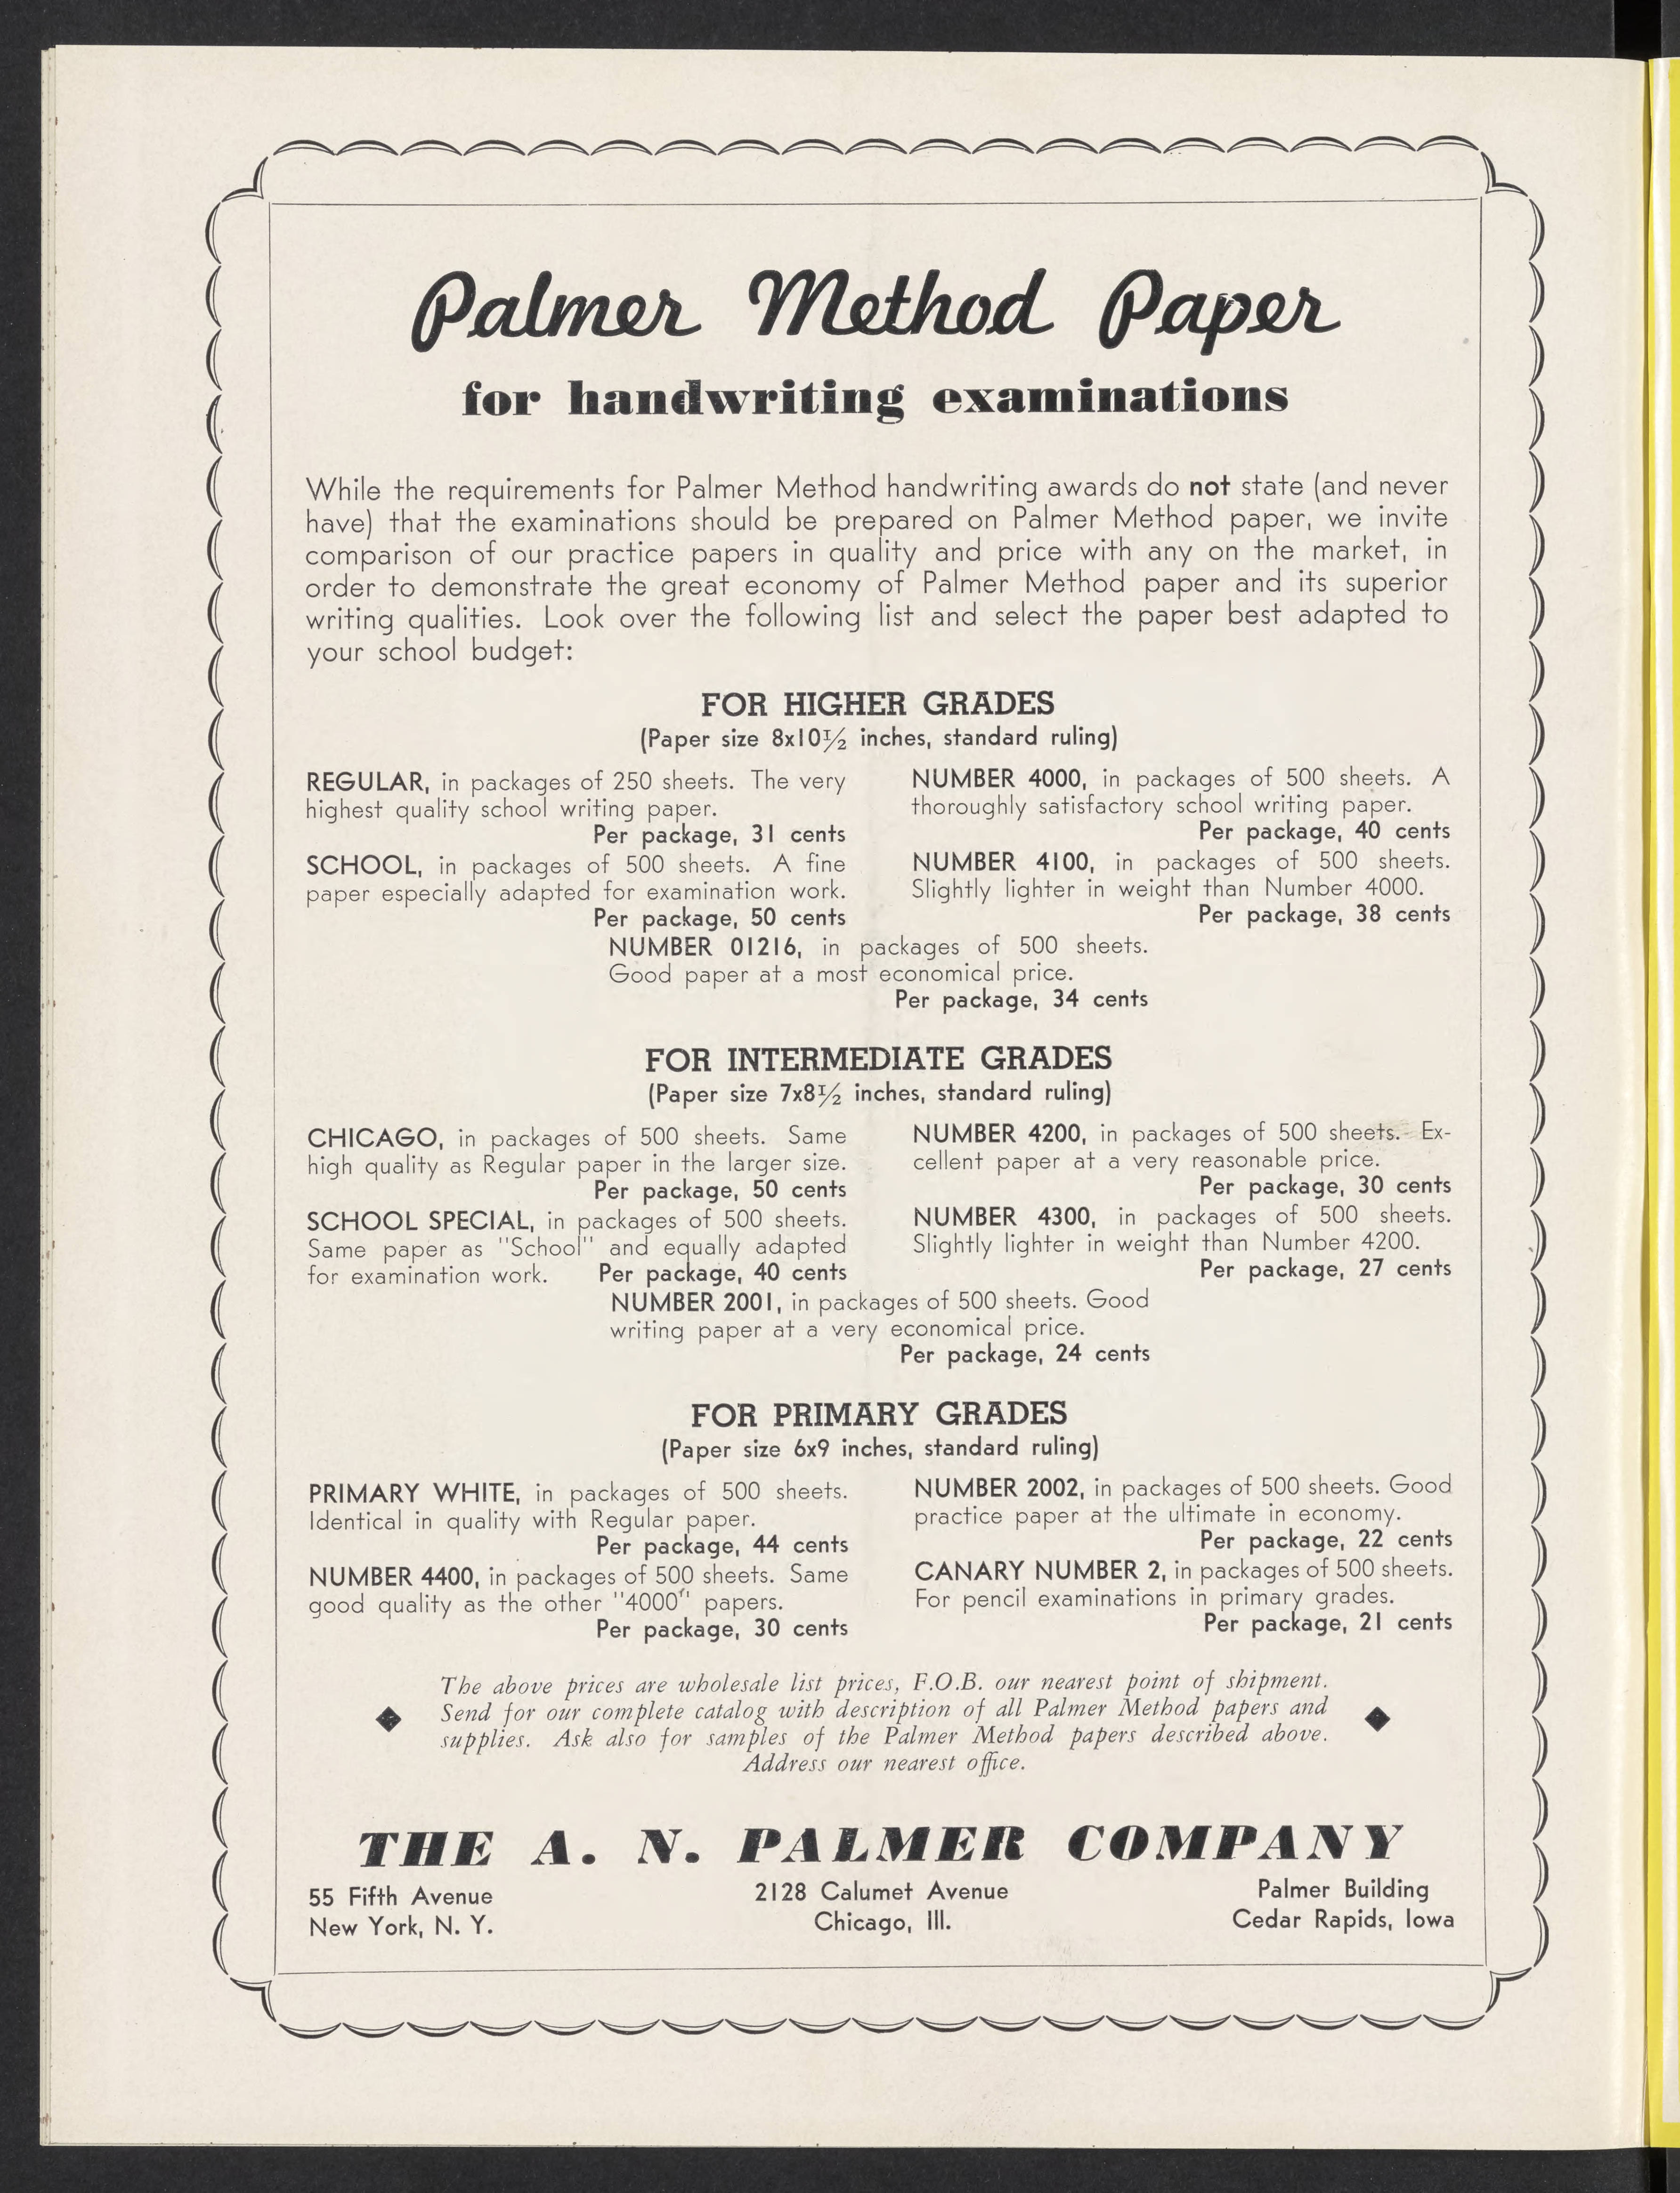 Palmer Method Paper
for handwriting examinations
While the requirements for Palmer Method handwriting awards do not state (and never
have) that the examinations should be prepared on Palmer Method paper, we invite
comparison of our practice papers in quality and price with any on the market, in
order to demonstrate the great economy of Palmer Method paper and its superior
writing qualities. Look over the following list and select the paper best adapted to
your school budget:
FOR HIGHER GRADES
(Paper size 8x10½ inches, standard ruling)
REGULAR, in packages of 250 sheets. The very
highest quality school writing paper.
Per package, 31 cents
SCHOOL, in packages of 500 sheets. A fine
paper especially adapted for examination work.
Per package, 50 cents
NUMBER 4000, in packages of 500 sheets. A
thoroughly satisfactory school writing paper.
Per package, 40 cents
NUMBER 4100, in packages of 500 sheets.
Slightly lighter in weight than Number 4000.
Per package, 38 cents
NUMBER 01216, in packages of 500 sheets.
Good paper at a most economical price.
Per package, 34 cents
FOR INTERMEDIATE GRADES
(Paper size 7x8½ inches, standard ruling)
CHICAGO, in packages of 500 sheets. Same
high quality as Regular paper in the larger size.
Per package, 50 cents
SCHOOL SPECIAL, in packages of 500 sheets.
Same paper as "School" and equally adapted
for examination work. Per package, 40 cents
NUMBER 4200, in packages of 500 sheets. Ex-
cellent paper at a very reasonable price.
Per package, 30 cents
NUMBER 4300, in packages of 500 sheets.
Slightly lighter in weight than Number 4200.
Per package, 27 cents
NUMBER 2001, in packages of 500 sheets. Good
writing paper at a very economical price.
Per package, 24 cents
FOR PRIMARY GRADES
(Paper size 6x9 inches, standard ruling)
PRIMARY WHITE, in packages of 500 sheets.
Identical in quality with Regular paper.
Per package, 44 cents
NUMBER 4400, in packages of 500 sheets. Same
good quality as the other "4000" papers.
Per package, 30 cents
NUMBER 2002, in packages of 500 sheets. Good
practice paper at the ultimate in economy.
Per package, 22 cents
CANARY NUMBER 2, in packages of 500 sheets.
For pencil examinations in primary grades.
Per package, 21 cents
The above prices are wholesale list prices, F.O.B. our nearest point of shipment.
Send for our complete catalog with description of all Palmer Method papers and
supplies. Ask also for samples of the Palmer Method papers described above.
Address our nearest office.
THE A. N. PALMER COMPANY
55 Fifth Avenue
New York, N. Y.
2128 Calumet Avenue
Chicago, Ill.
Palmer Building
Cedar Rapids, Iowa